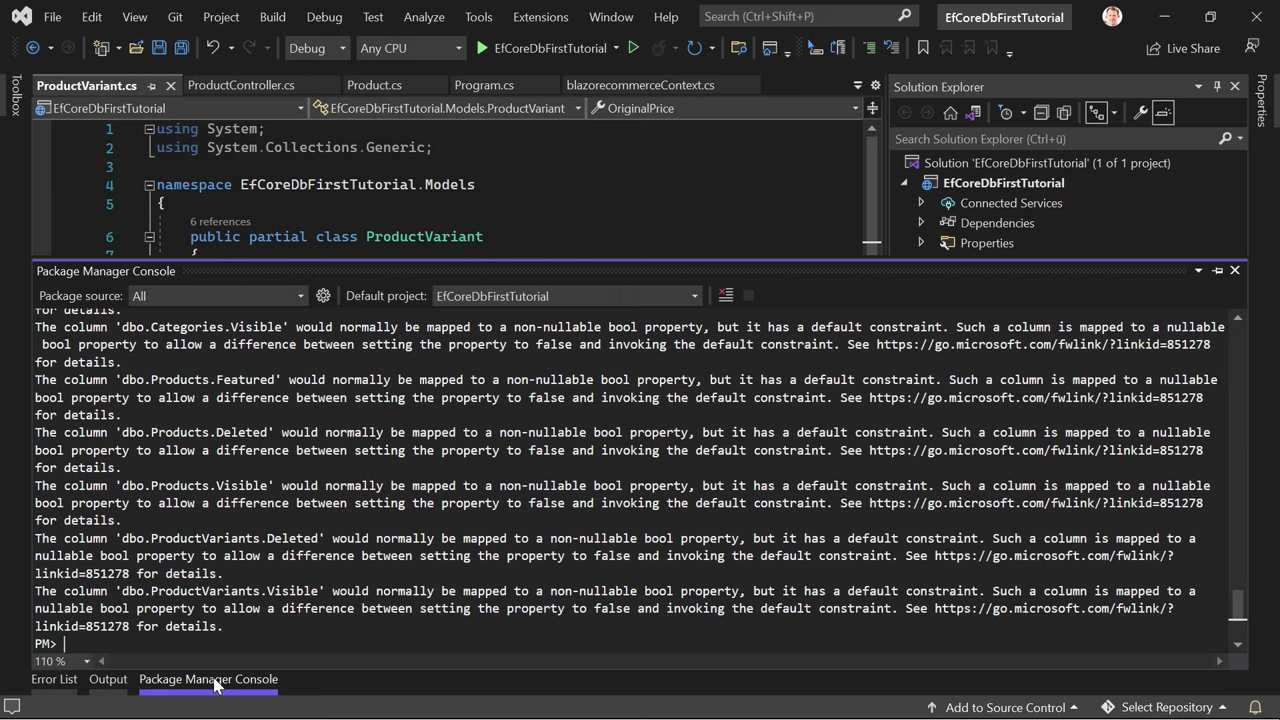 File Edit View Git Project Build Debug Test Analyze Tools Extensions Window Help Search (Ctrl+Shift+P) EfCoreDbFirstTutorial
Debug Any CPU EfCoreDbFirstTutorial Live Share
Toolbox
ProductVariant.cs ProductController.cs Product.cs Program.cs blazorecommerceContext.cs
EfCoreDbFirstTutorial EfCoreDbFirstTutorial.Models.ProductVariant OriginalPrice
1 using System;
2 using System.Collections.Generic;
3
4 namespace EfCoreDbFirstTutorial.Models
5 {
6 references
6 public partial class ProductVariant
7 {
Solution Explorer
Search Solution Explorer (Ctrl+ü)
Solution 'EfCoreDbFirstTutorial' (1 of 1 project)
EfCoreDbFirstTutorial
Connected Services
Dependencies
Properties
Properties
Package Manager Console
Package source: All Default project: EfCoreDbFirstTutorial
for details.
The column 'dbo.Categories.Visible' would normally be mapped to a non-nullable bool property, but it has a default constraint. Such a column is mapped to a nullable
bool property to allow a difference between setting the property to false and invoking the default constraint. See https://go.microsoft.com/fwlink/?linkid=851278
for details.
The column 'dbo.Products.Featured' would normally be mapped to a non-nullable bool property, but it has a default constraint. Such a column is mapped to a nullable
bool property to allow a difference between setting the property to false and invoking the default constraint. See https://go.microsoft.com/fwlink/?linkid=851278
for details.
The column 'dbo.Products.Deleted' would normally be mapped to a non-nullable bool property, but it has a default constraint. Such a column is mapped to a nullable
bool property to allow a difference between setting the property to false and invoking the default constraint. See https://go.microsoft.com/fwlink/?linkid=851278
for details.
The column 'dbo.Products.Visible' would normally be mapped to a non-nullable bool property, but it has a default constraint. Such a column is mapped to a nullable
bool property to allow a difference between setting the property to false and invoking the default constraint. See https://go.microsoft.com/fwlink/?linkid=851278
for details.
The column 'dbo.ProductVariants.Deleted' would normally be mapped to a non-nullable bool property, but it has a default constraint. Such a column is mapped to a
nullable bool property to allow a difference between setting the property to false and invoking the default constraint. See https://go.microsoft.com/fwlink/?
linkid=851278 for details.
The column 'dbo.ProductVariants.Visible' would normally be mapped to a non-nullable bool property, but it has a default constraint. Such a column is mapped to a
nullable bool property to allow a difference between setting the property to false and invoking the default constraint. See https://go.microsoft.com/fwlink/?
linkid=851278 for details.
PM>
110 %
Error List Output Package Manager Console
Add to Source Control Select Repository